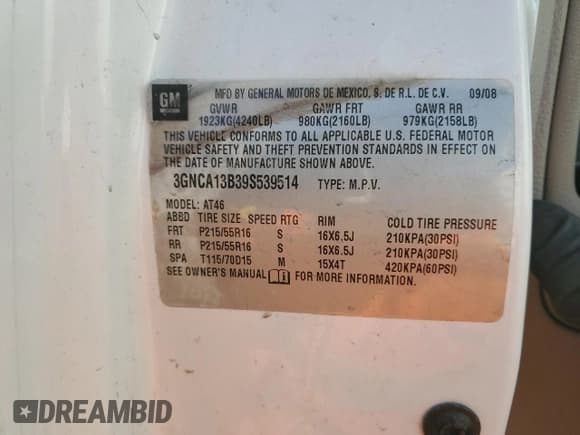 GM
MFD BY GENERAL MOTORS DE MEXICO, S. DE R.L. DE C.V. 09/08
GVWR GAWR FRT GAWR RR
1923KG(4240LB) 980KG(2160LB) 979KG(2158LB)
THIS VEHICLE CONFORMS TO ALL APPLICABLE U.S. FEDERAL MOTOR
VEHICLE SAFETY AND THEFT PREVENTION STANDARDS IN EFFECT ON
THE DATE OF MANUFACTURE SHOWN ABOVE.
3GNCA13B39S539514 TYPE: M.P.V.
MODEL: AT46
ABBD TIRE SIZE SPEED RTG RIM COLD TIRE PRESSURE
FRT P215/55R16 S 16X6.5J 210KPA(30PSI)
RR P215/55R16 S 16X6.5J 210KPA(30PSI)
SPA T115/70D15 M 15X4T 420KPA(60PSI)
SEE OWNER'S MANUAL FOR MORE INFORMATION.
DREAMBID